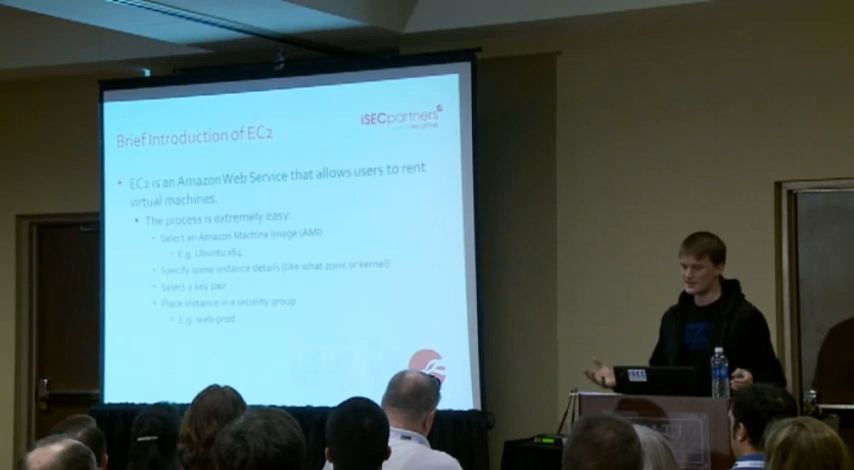 iSECpartners
Brief Introduction of EC2
• EC2 is an Amazon Web Service that allows users to rent
virtual machines.
• The process is extremely easy:
• Select an Amazon Machine Image (AMI)
• E.g. Ubuntu x64
• Specify some instance details (like what zone or kernel)
• Select a key pair
• Place instance in a security group
• E.g. web-prod
iSEC